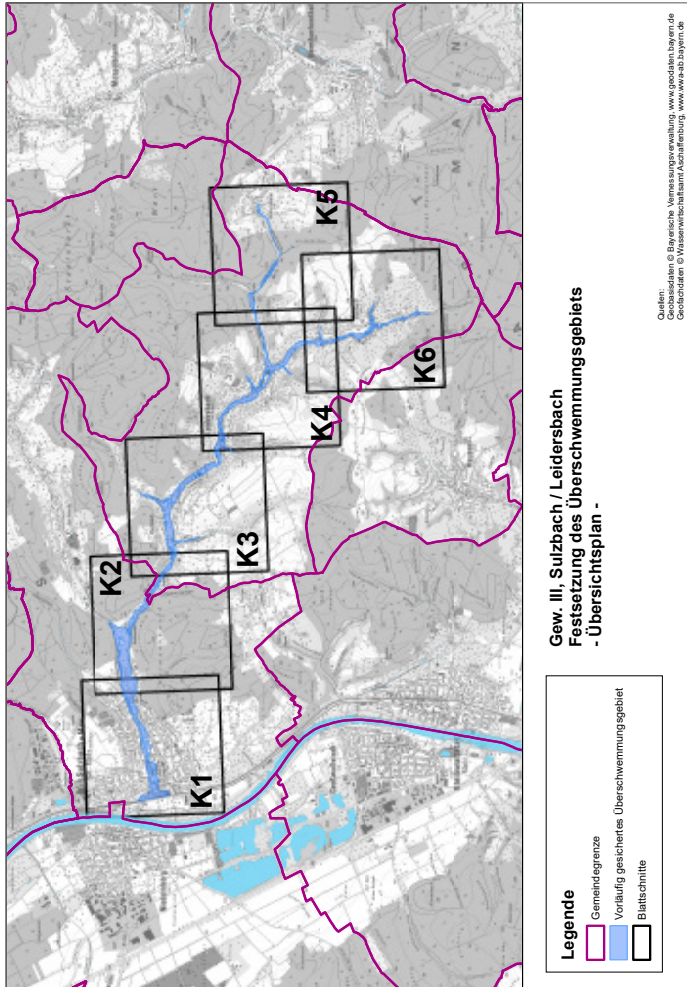 K1
K2
K3
K4
K5
K6
Legende
Gemeindegrenze
Vorläufig gesichertes Überschwemmungsgebiet
Blattschnitte
Gew. III, Sulzbach / Leidersbach
Festsetzung des Überschwemmungsgebiets
- Übersichtsplan -
Quellen:
Geobasisdaten © Bayerische Vermessungsverwaltung, www.geodaten.bayern.de
Geofachdaten © Wasserwirtschaftsamt Aschaffenburg, www.wwa-ab.bayern.de